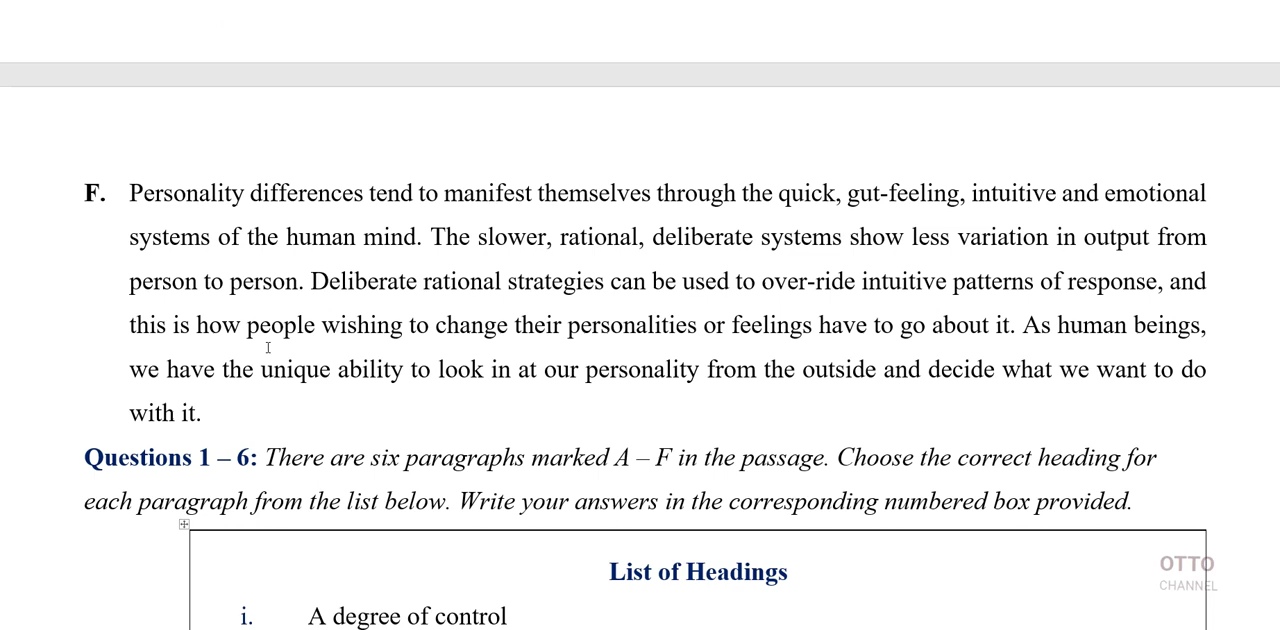 F. Personality differences tend to manifest themselves through the quick, gut-feeling, intuitive and emotional
systems of the human mind. The slower, rational, deliberate systems show less variation in output from
person to person. Deliberate rational strategies can be used to over-ride intuitive patterns of response, and
this is how people wishing to change their personalities or feelings have to go about it. As human beings,
we have the unique ability to look in at our personality from the outside and decide what we want to do
with it.
Questions 1 – 6: There are six paragraphs marked A – F in the passage. Choose the correct heading for
each paragraph from the list below. Write your answers in the corresponding numbered box provided.
List of Headings
i. A degree of control
OTTO
CHANNEL